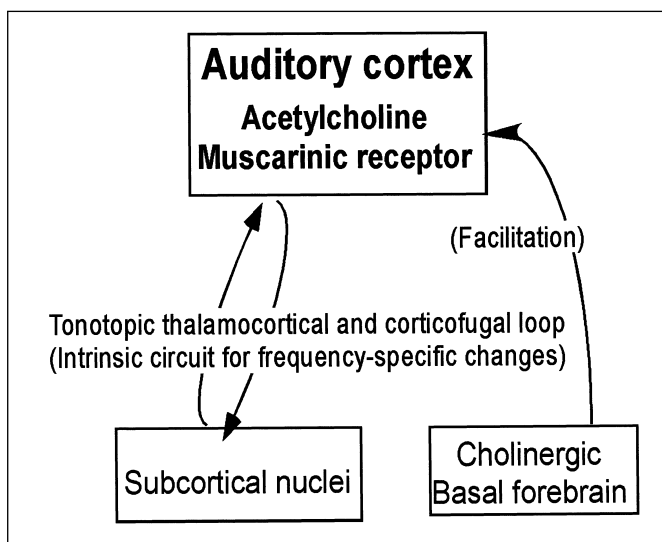 Auditory cortex
Acetylcholine
Muscarinic receptor
(Facilitation)
Tonotopic thalamocortical and corticofugal loop
(Intrinsic circuit for frequency-specific changes)
Subcortical nuclei
Cholinergic
Basal forebrain